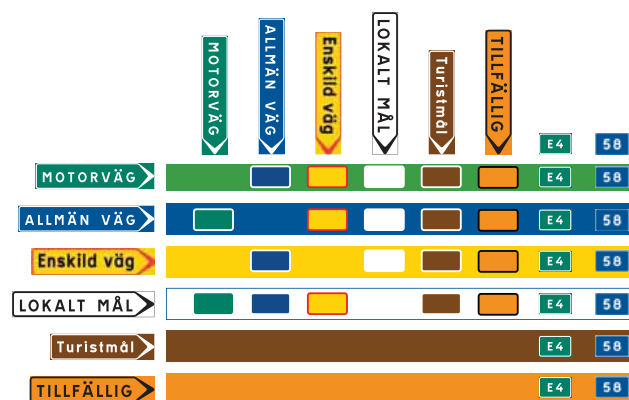 MOTORVÄG
ALLMÄN VÄG
Enskild väg
LOKALT MÅL
Turistmål
TILLFÄLLIG
E4 58
MOTORVÄG E4 58
ALLMÄN VÄG E4 58
Enskild väg E4 58
LOKALT MÅL E4 58
Turistmål E4 58
TILLFÄLLIG E4 58